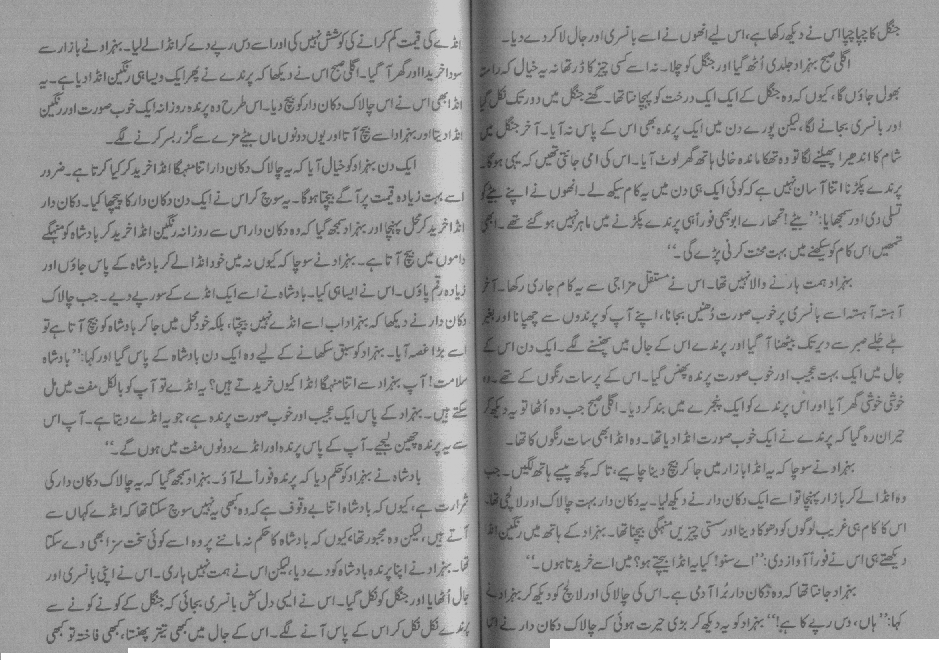 جنگل کا چپا چپا اس نے دیکھ رکھا ہے، اس لیے انھوں نے اسے بانسری اور جال لا کر دے دیا۔
اگلی صبح بہزاد جلدی اُٹھ گیا اور جنگل کو چلا۔ نہ اسے کسی چیز کا ڈر تھا نہ یہ خیال کہ راستہ
بھول جاؤں گا، کیوں کہ وہ جنگل کے ایک ایک درخت کو پہچانتا تھا۔ گھنے جنگل میں دور تک نکل گیا
اور بانسری بجانے لگا، لیکن پورے دن میں ایک پرندہ بھی اس کے پاس نہ آیا۔ آخر جنگل میں
شام کا اندھیرا پھیلنے لگا تو وہ تھکا ماندہ خالی ہاتھ گھر لوٹ آیا۔ اس کی امی جانتی تھیں کہ یہی ہوگا۔
پرندے پکڑنا اتنا آسان نہیں ہے کہ کوئی ایک ہی دن میں یہ کام سیکھ لے۔ انھوں نے اپنے بیٹے کو
تسلی دی اور سمجھایا: ’’بیٹے! تمھارے ابو بھی فوراً ہی پرندے پکڑنے میں ماہر نہیں ہو گئے تھے۔ ابھی
تمھیں اس کام کو سیکھنے میں بہت محنت کرنی پڑے گی۔‘‘
بہزاد ہمت ہارنے والا نہیں تھا۔ اس نے مستقل مزاجی سے یہ کام جاری رکھا۔ آخر
آہستہ آہستہ اسے بانسری پر خوب صورت دُھنیں بجانا، اپنے آپ کو پرندوں سے چھپانا اور بغیر
ہلے جُلے صبر سے دیر تک بیٹھنا آ گیا اور پرندے اس کے جال میں پھنسنے لگے۔ ایک دن اس کے
جال میں ایک بہت عجیب اور خوب صورت پرندہ پھنس گیا۔ اس کے پر سات رنگوں کے تھے۔ وہ
خوشی خوشی گھر آیا اور اس پرندے کو ایک پنجرے میں بند کر دیا۔ اگلی صبح جب وہ اُٹھا تو یہ دیکھ کر
حیران رہ گیا کہ پرندے نے ایک خوب صورت انڈا دیا تھا۔ وہ انڈا بھی سات رنگوں کا تھا۔
بہزاد نے سوچا کہ یہ انڈا بازار میں جا کر بیچ دینا چاہیے، تا کہ کچھ پیسے ہاتھ لگیں۔ جب
وہ انڈا لے کر بازار پہنچا تو اسے ایک دکان دار نے دیکھ لیا۔ یہ دکان دار بہت چالاک اور لالچی تھا۔
اس کا کام ہی غریب لوگوں کو دھوکا دینا اور سستی چیزیں مہنگی بیچنا تھا۔ بہزاد کے ہاتھ میں رنگین انڈا
دیکھتے ہی اس نے فوراً آواز دی: ’’اے سنو! کیا یہ انڈا بیچتے ہو؟ میں اسے خریدتا ہوں۔‘‘
بہزاد جانتا تھا کہ وہ دکان دار بُرا آدمی ہے۔ اس کی چالاکی اور لالچ کو دیکھ کر بہزاد نے
کہا: ’’ہاں، دس رپے کا ہے!‘‘ بہزاد کو یہ دیکھ کر بڑی حیرت ہوئی کہ چالاک دکان دار نے اتنا
انڈے کی قیمت کم کرانے کی کوشش نہیں کی اور اسے دس رپے دے کر انڈا لے لیا۔ بہزاد نے بازار سے
سودا خریدا اور گھر آ گیا۔ اگلی صبح اس نے دیکھا کہ پرندے نے پھر ایک ویسا ہی رنگین انڈا دیا ہے۔ یہ
انڈا بھی اس نے اس چالاک دکان دار کو بیچ دیا۔ اس طرح وہ پرندہ روزانہ ایک خوب صورت اور رنگین
انڈا دیتا اور بہزاد اسے بیچ آتا اور یوں دونوں ماں بیٹے مزے سے گزر بسر کرنے لگے۔
ایک دن بہزاد کو خیال آیا کہ یہ چالاک دکان دار اتنا مہنگا انڈا خرید کر کیا کرتا ہے۔ ضرور
اسے بہت زیادہ قیمت پر آگے بیچتا ہوگا۔ یہ سوچ کر اس نے ایک دن دکان دار کا پیچھا کیا۔ دکان دار
انڈا خرید کر محل پہنچا اور بہزاد سمجھ گیا کہ وہ دکان دار اس سے روزانہ رنگین انڈا خرید کر بادشاہ کو مہنگے
داموں میں بیچ آتا ہے۔ بہزاد نے سوچا کہ کیوں نہ میں خود انڈا لے کر بادشاہ کے پاس جاؤں اور
زیادہ رقم پاؤں۔ اس نے ایسا ہی کیا۔ بادشاہ نے اسے ایک انڈے کے سو رپے دیے۔ جب چالاک
دکان دار نے دیکھا کہ بہزاد اب اسے انڈے نہیں بیچتا، بلکہ خود محل میں جا کر بادشاہ کو بیچ آتا ہے تو
اسے بڑا غصہ آیا۔ بہزاد کو سبق سکھانے کے لیے وہ ایک دن بادشاہ کے پاس گیا اور کہا: ’’بادشاہ
سلامت! آپ بہزاد سے اتنا مہنگا انڈا کیوں خریدتے ہیں؟ یہ انڈے تو آپ کو بالکل مفت میں مل
سکتے ہیں۔ بہزاد کے پاس ایک عجیب اور خوب صورت پرندہ ہے، جو یہ انڈے دیتا ہے۔ آپ اس
سے یہ پرندہ چھین لیجیے۔ آپ کے پاس پرندہ اور انڈے دونوں مفت میں ہوں گے۔‘‘
بادشاہ نے بہزاد کو حکم دیا کہ پرندہ فوراً لے آؤ۔ بہزاد سمجھ گیا کہ یہ چالاک دکان دار کی
شرارت ہے، کیوں کہ بادشاہ اتنا بے وقوف ہے کہ وہ کبھی یہ نہیں سوچ سکتا تھا کہ انڈے کہاں سے
آتے ہیں، لیکن وہ مجبور تھا، کیوں کہ بادشاہ کا حکم نہ ماننے پر وہ اسے کوئی سخت سزا بھی دے سکتا
تھا۔ بہزاد نے اپنا پرندہ بادشاہ کو دے دیا، لیکن اس نے ہمت نہیں ہاری۔ اس نے اپنی بانسری اور
جال اُٹھایا اور جنگل کو نکل گیا۔ اس نے ایسی دل کش بانسری بجائی کہ جنگل کے کونے کونے سے
پرندے نکل نکل کر اس کے پاس آنے لگے۔ اس کے جال میں کبھی تیتر پھنستا، کبھی فاختہ تو کبھی